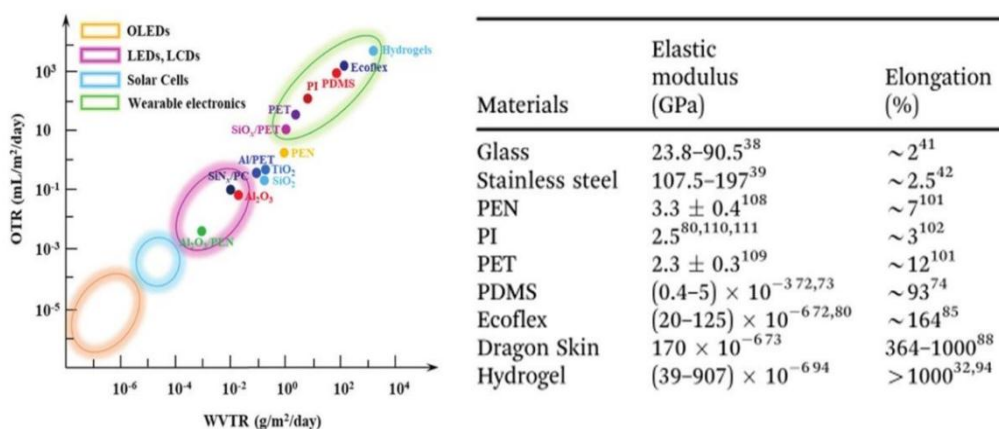 OLEDs
LEDs, LCDs
Solar Cells
Wearable electronics
OTR (mL/m²/day)
10³
10
10⁻¹
10⁻³
10⁻⁵
Hydrogels
Ecoflex
PI PDMS
PET
SiOₓ/PET
PEN
Al/PET
TiO₂
SiNₓ/PC
SiO₂
Al₂O₃
Al₂O₃/PEN
10⁻⁶ 10⁻⁴ 10⁻² 10⁰ 10² 10⁴
WVTR (g/m²/day)
Elastic
modulus Elongation
Materials (GPa) (%)
Glass 23.8–90.5³⁸ ~2⁴¹
Stainless steel 107.5–197³⁹ ~2.5⁴²
PEN 3.3 ± 0.4¹⁰⁸ ~7¹⁰¹
PI 2.5⁸⁰,¹¹⁰,¹¹¹ ~3¹⁰²
PET 2.3 ± 0.3¹⁰⁹ ~12¹⁰¹
PDMS (0.4–5) × 10⁻³ ⁷²,⁷³ ~93⁷⁴
Ecoflex (20–125) × 10⁻⁶ ⁷²,⁸⁰ ~164⁸⁵
Dragon Skin 170 × 10⁻⁶ ⁷³ 364–1000⁸⁸
Hydrogel (39–907) × 10⁻⁶ ⁹⁴ >1000³²,⁹⁴